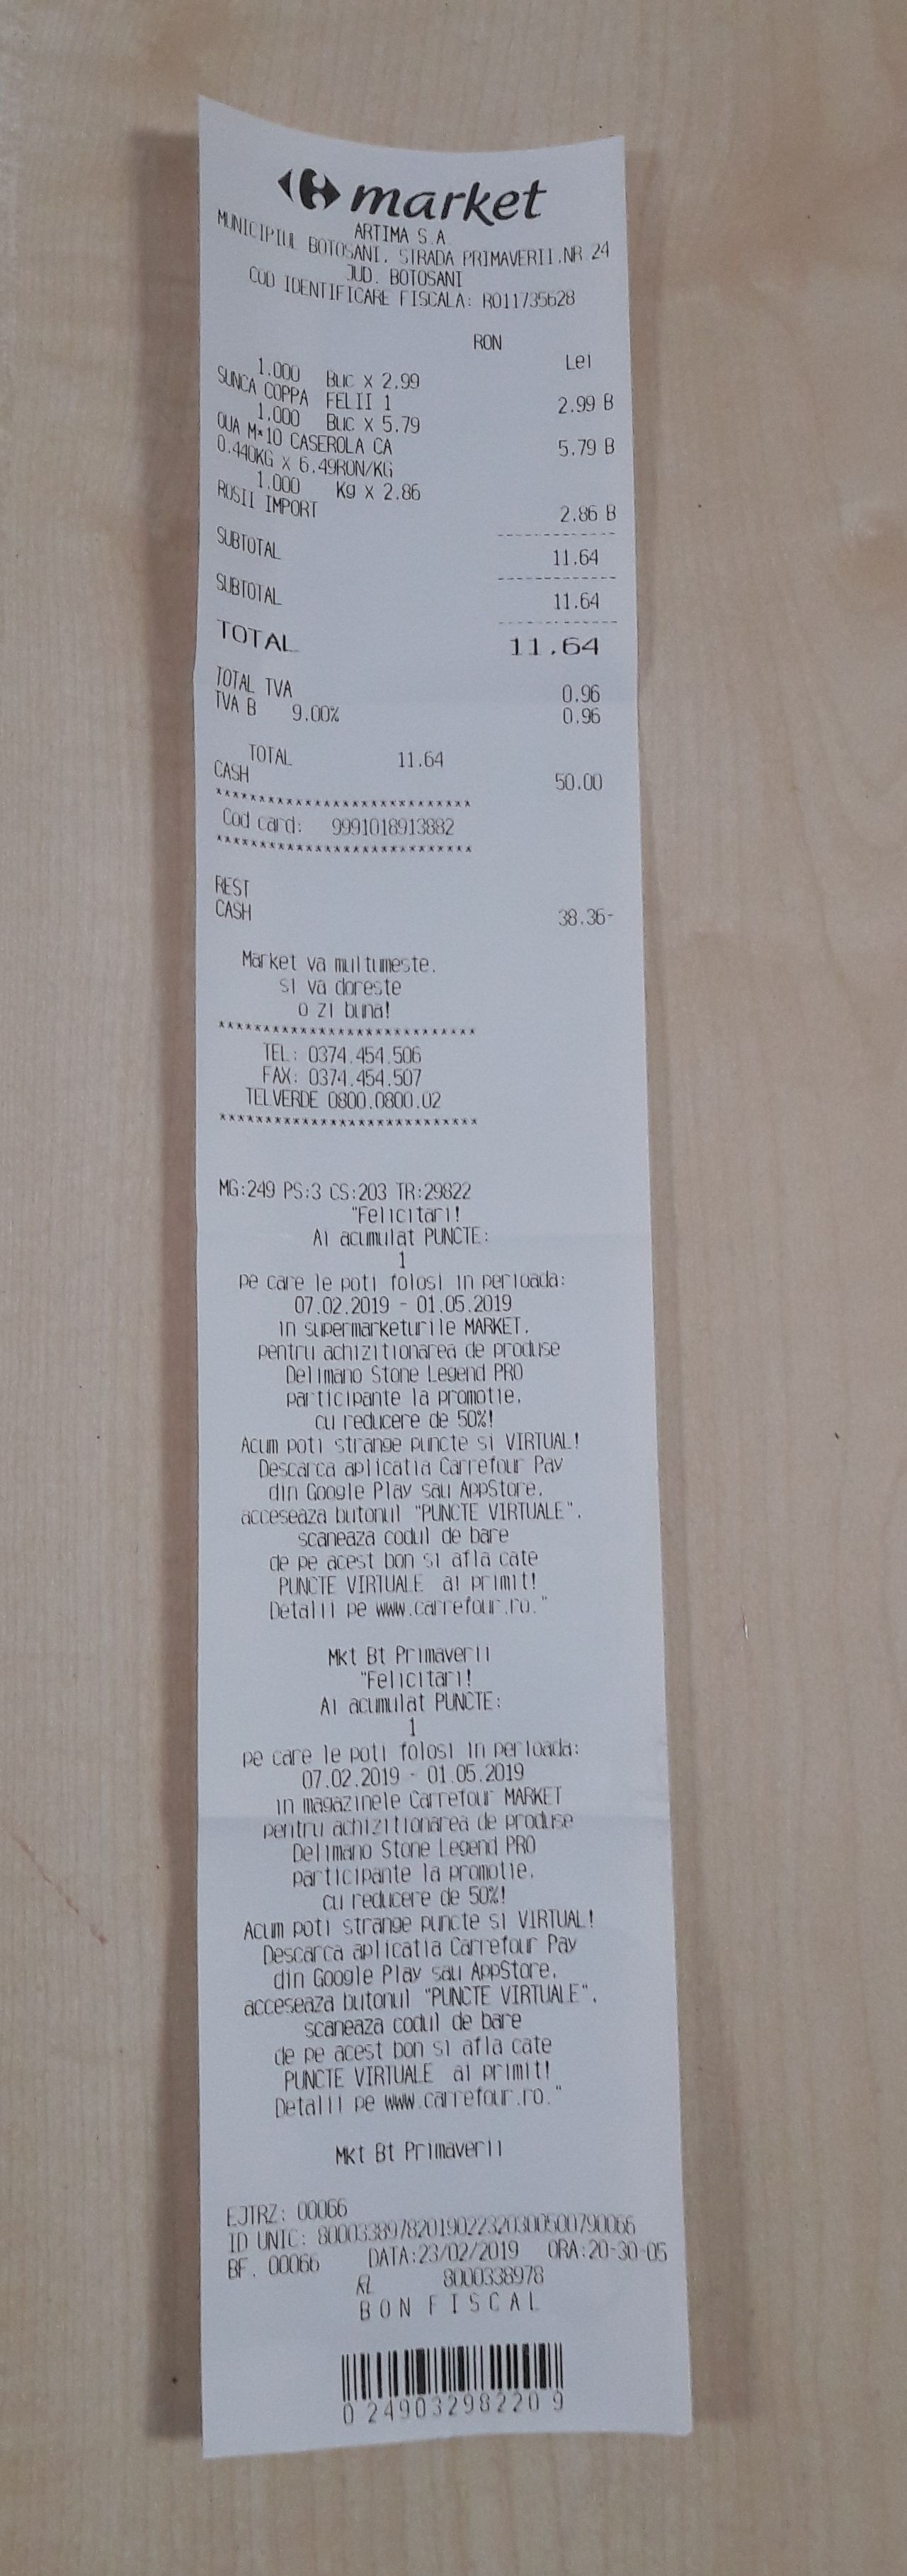 market
ARTIMA S.A.
MUNICIPIUL BOTOSANI, STRADA PRIMAVERII,NR 24
JUD. BOTOSANI
COD IDENTIFICARE FISCALA: RO11735628
RON
Lei
1.000 Buc x 2.99
SUNCA COPPA FELII 1 2.99 B
1.000 Buc x 5.79
OUA M*10 CASEROLA CA 5.79 B
0.440KG X 6.49RON/KG
1.000 Kg x 2.86
ROSII IMPORT 2.86 B
SUBTOTAL 11.64
SUBTOTAL 11.64
TOTAL 11.64
TOTAL TVA 0.96
TVA B 9.00% 0.96
TOTAL 11.64
CASH 50.00
****************************
Cod card: 9991018913882
****************************
REST
CASH 38.36-
Market va multumeste,
si va doreste
o zi buna!
****************************
TEL: 0374.454.506
FAX: 0374.454.507
TELVERDE 0800.0800.02
****************************
MG:249 PS:3 CS:203 TR:29822
"Felicitari!
Ai acumulat PUNCTE:
1
pe care le poti folosi in perioada:
07.02.2019 - 01.05.2019
in supermarketurile MARKET,
pentru achizitionarea de produse
Delimano Stone Legend PRO
participante la promotie,
cu reducere de 50%!
Acum poti strange puncte si VIRTUAL!
Descarca aplicatia Carrefour Pay
din Google Play sau AppStore,
acceseaza butonul "PUNCTE VIRTUALE",
scaneaza codul de bare
de pe acest bon si afla cate
PUNCTE VIRTUALE ai primit!
Detalii pe www.carrefour.ro."
Mkt Bt Primaverii
"Felicitari!
Ai acumulat PUNCTE:
1
pe care le poti folosi in perioada:
07.02.2019 - 01.05.2019
in magazinele Carrefour MARKET
pentru achizitionarea de produse
Delimano Stone Legend PRO
participante la promotie,
cu reducere de 50%!
Acum poti strange puncte si VIRTUAL!
Descarca aplicatia Carrefour Pay
din Google Play sau AppStore,
acceseaza butonul "PUNCTE VIRTUALE",
scaneaza codul de bare
de pe acest bon si afla cate
PUNCTE VIRTUALE ai primit!
Detalii pe www.carrefour.ro."
Mkt Bt Primaverii
EJTRZ: 00066
ID UNIC: 8000338978201902232030050790066
BF. 00066 DATA:23/02/2019 ORA:20-30-05
8000338978
BON FISCAL
0 249032982209